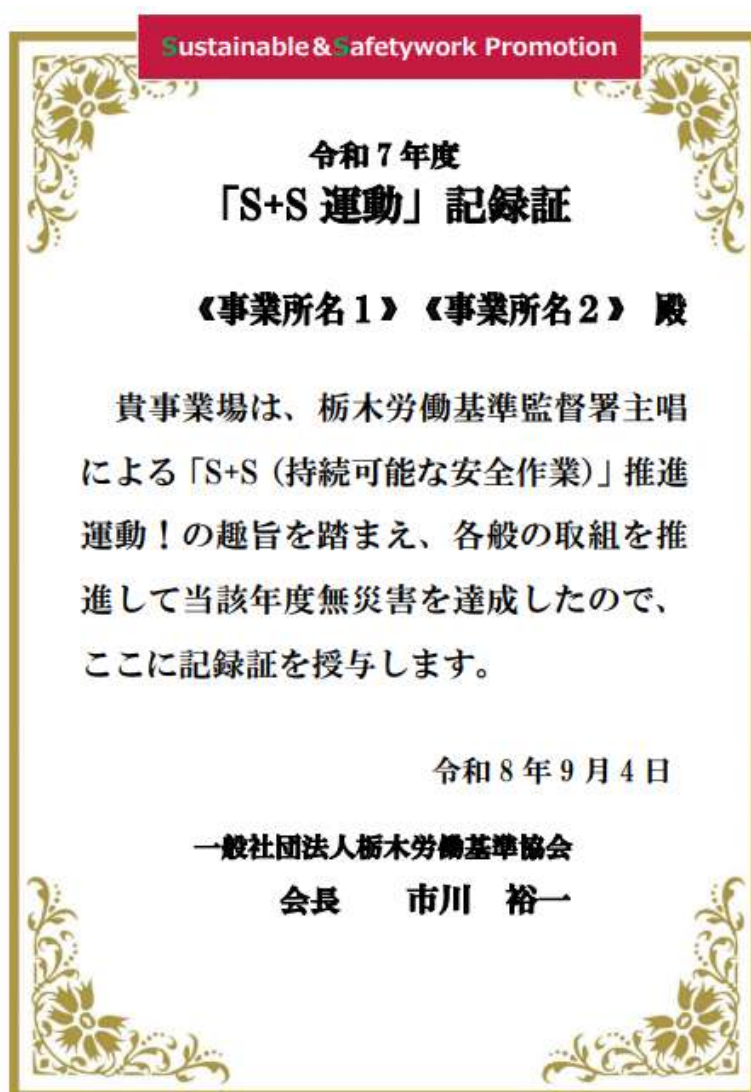 Sustainable&Safetywork Promotion
令和7年度
「S+S 運動」記録証
《事業所名1》《事業所名2》 殿
貴事業場は、栃木労働基準監督署主唱
による「S+S（持続可能な安全作業）」推進
運動！の趣旨を踏まえ、各般の取組を推
進して当該年度無災害を達成したので、
ここに記録証を授与します。
令和8年9月4日
一般社団法人栃木労働基準協会
会長　　市川　裕一